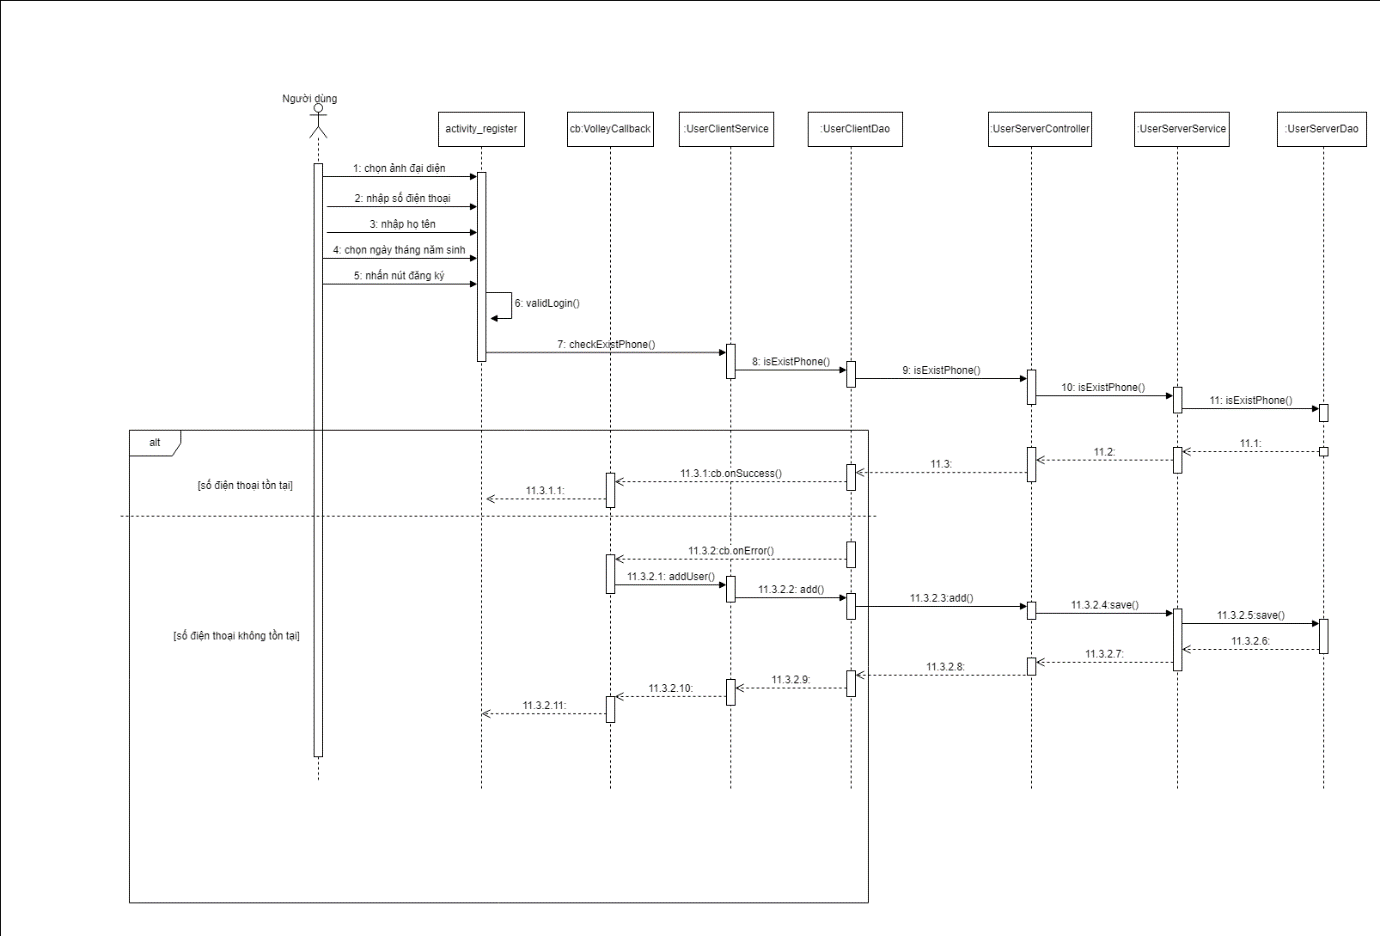 Người dùng
activity_register
cb:VolleyCallback
:UserClientService
:UserClientDao
:UserServerController
:UserServerService
:UserServerDao
1: chọn ảnh đại diện
2: nhập số điện thoại
3: nhập họ tên
4: chọn ngày tháng năm sinh
5: nhấn nút đăng ký
6: validLogin()
7: checkExistPhone()
8: isExistPhone()
9: isExistPhone()
10: isExistPhone()
11: isExistPhone()
alt
11.1:
11.2:
11.3:
11.3.1:cb.onSuccess()
[số điện thoại tồn tại]
11.3.1.1:
11.3.2:cb.onError()
11.3.2.1: addUser()
11.3.2.2: add()
11.3.2.3:add()
11.3.2.4:save()
11.3.2.5:save()
[số điện thoại không tồn tại]
11.3.2.6:
11.3.2.7:
11.3.2.8:
11.3.2.9:
11.3.2.10:
11.3.2.11: